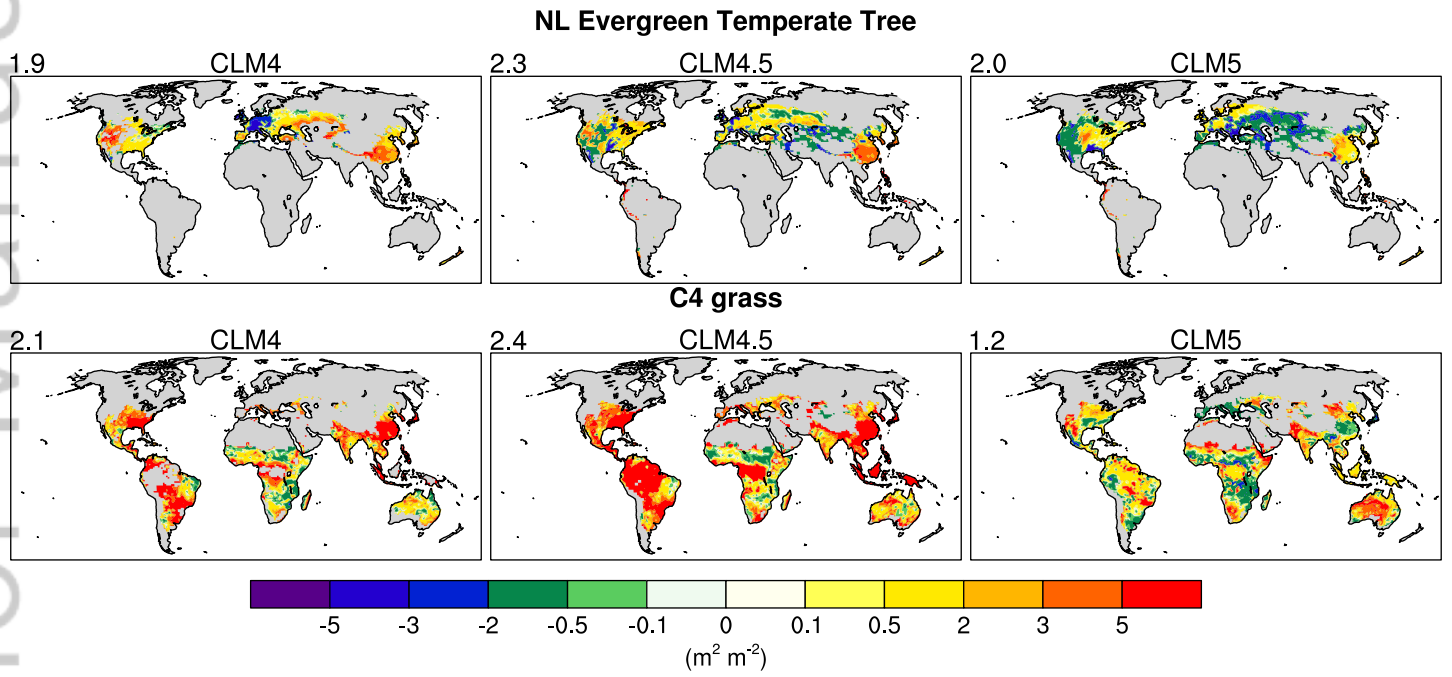 NL Evergreen Temperate Tree
1.9 CLM4 2.3 CLM4.5 2.0 CLM5
C4 grass
2.1 CLM4 2.4 CLM4.5 1.2 CLM5
-5 -3 -2 -0.5 -0.1 0 0.1 0.5 2 3 5
(m² m⁻²)